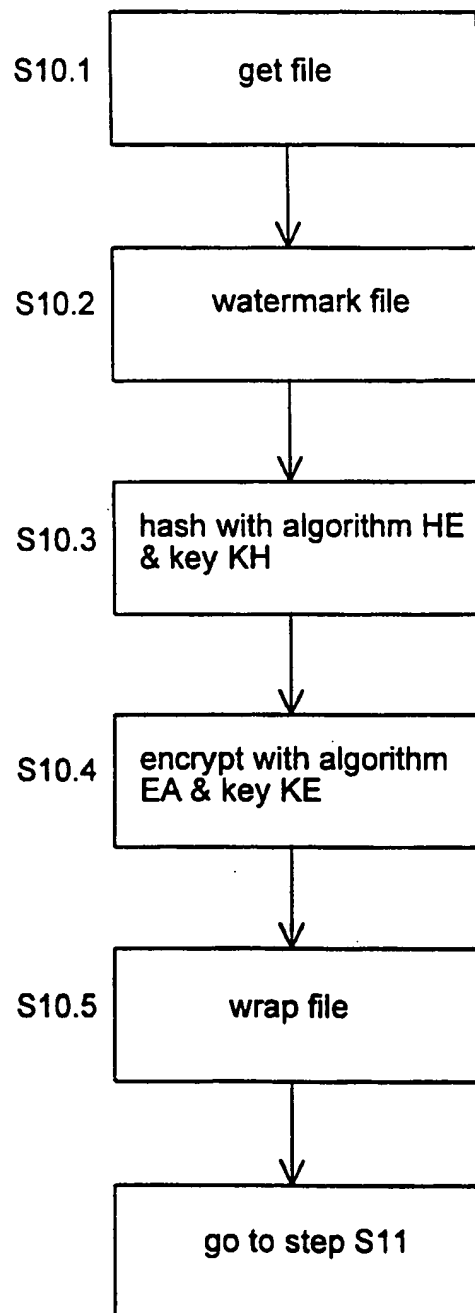 S10.1
get file
S10.2
watermark file
S10.3
hash with algorithm HE
& key KH
S10.4
encrypt with algorithm
EA & key KE
S10.5
wrap file
go to step S11